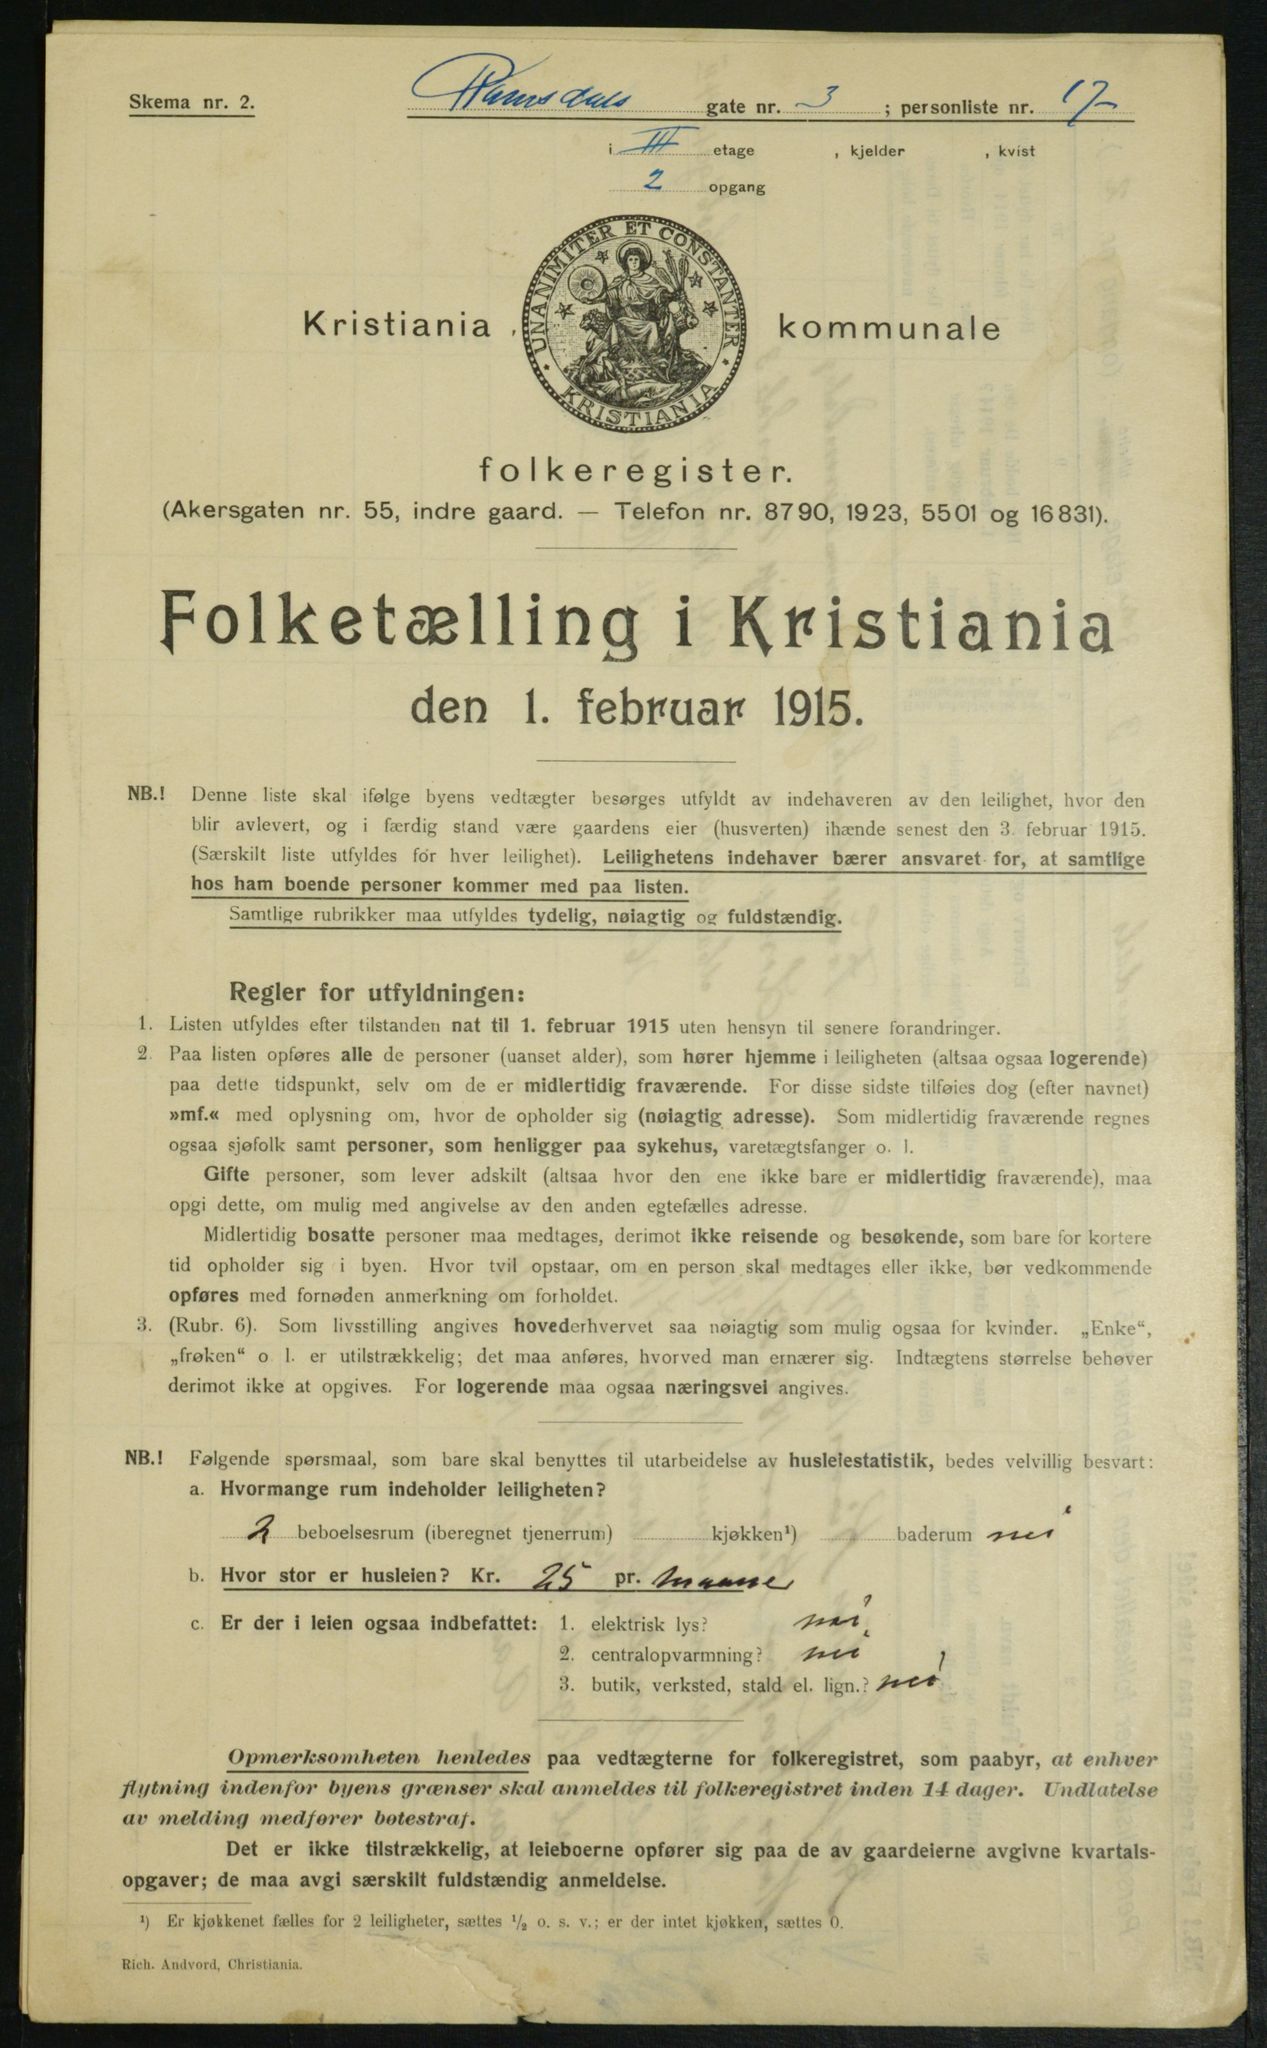 Skema nr. 2.
Rumsdals gate nr. 3 ; personliste nr. 17
i III etage , kjelder , kvist
2 opgang
UNANIMITER ET CONSTANTER
KRISTIANIA
Kristiania kommunale
folkeregister.
(Akersgaten nr. 55, indre gaard. — Telefon nr. 8790, 1923, 5501 og 16831).
Folketælling i Kristiania
den 1. februar 1915.
NB.! Denne liste skal ifølge byens vedtægter besørges utfyldt av indehaveren av den leilighet, hvor den
blir avlevert, og i færdig stand være gaardens eier (husverten) ihænde senest den 3. februar 1915.
(Særskilt liste utfyldes for hver leilighet). Leilighetens indehaver bærer ansvaret for, at samtlige
hos ham boende personer kommer med paa listen.
Samtlige rubrikker maa utfyldes tydelig, nøiagtig og fuldstændig.
Regler for utfyldningen:
1. Listen utfyldes efter tilstanden nat til 1. februar 1915 uten hensyn til senere forandringer.
2. Paa listen opføres alle de personer (uanset alder), som hører hjemme i leiligheten (altsaa ogsaa logerende)
paa dette tidspunkt, selv om de er midlertidig fraværende. For disse sidste tilføies dog (efter navnet)
»mf.« med oplysning om, hvor de opholder sig (nøiagtig adresse). Som midlertidig fraværende regnes
ogsaa sjøfolk samt personer, som henligger paa sykehus, varetægtsfanger o. l.
Gifte personer, som lever adskilt (altsaa hvor den ene ikke bare er midlertidig fraværende), maa
opgi dette, om mulig med angivelse av den anden egtefælles adresse.
Midlertidig bosatte personer maa medtages, derimot ikke reisende og besøkende, som bare for kortere
tid opholder sig i byen. Hvor tvil opstaar, om en person skal medtages eller ikke, bør vedkommende
opføres med fornøden anmerkning om forholdet.
3. (Rubr. 6). Som livsstilling angives hovederhvervet saa nøiagtig som mulig ogsaa for kvinder. „Enke“,
„frøken“ o l. er utilstrækkelig; det maa anføres, hvorved man ernærer sig. Indtægtens størrelse behøver
derimot ikke at opgives. For logerende maa ogsaa næringsvei angives.
NB.! Følgende spørsmaal, som bare skal benyttes til utarbeidelse av husleiestatistik, bedes velvillig besvart:
a. Hvormange rum indeholder leiligheten?
2 beboelsesrum (iberegnet tjenerrum) kjøkken¹) baderum nei
b. Hvor stor er husleien? Kr. 25 pr. maane
c. Er der i leien ogsaa indbefattet: 1. elektrisk lys? nei
2. centralopvarmning? nei
3. butik, verksted, stald el. lign.? nei
Opmerksomheten henledes paa vedtægterne for folkeregistret, som paabyr, at enhver
flytning indenfor byens grænser skal anmeldes til folkeregistret inden 14 dager. Undlatelse
av melding medfører bøtestraf.
Det er ikke tilstrækkelig, at leieboerne opfører sig paa de av gaardeierne avgivne kvartals-
opgaver; de maa avgi særskilt fuldstændig anmeldelse.
¹) Er kjøkkenet fælles for 2 leiligheter, sættes ½ o. s. v.; er der intet kjøkken, sættes 0.
Rich. Andvord, Christiania.